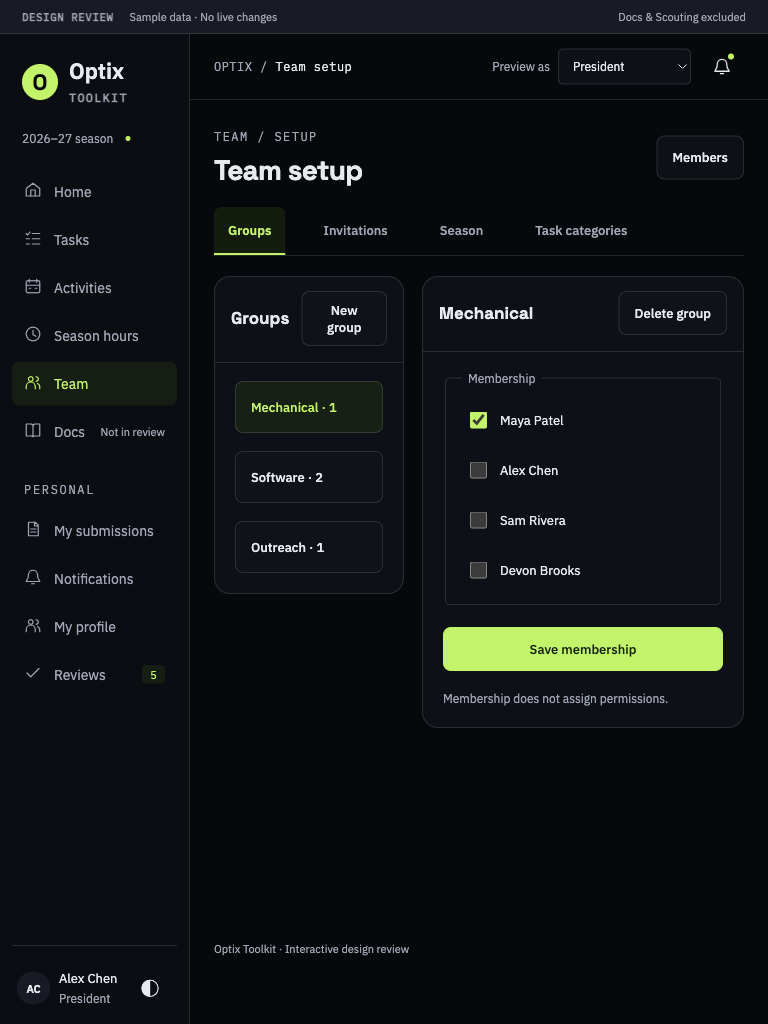 DESIGN REVIEW Sample data · No live changes
Docs & Scouting excluded
O
Optix
TOOLKIT
2026–27 season
Home
Tasks
Activities
Season hours
Team
Docs Not in review
PERSONAL
My submissions
Notifications
My profile
Reviews 5
AC
Alex Chen
President
OPTIX / Team setup
Preview as President
TEAM / SETUP
Team setup
Members
Groups Invitations Season Task categories
Groups
New
group
Mechanical · 1
Software · 2
Outreach · 1
Mechanical
Delete group
Membership
Maya Patel
Alex Chen
Sam Rivera
Devon Brooks
Save membership
Membership does not assign permissions.
Optix Toolkit · Interactive design review